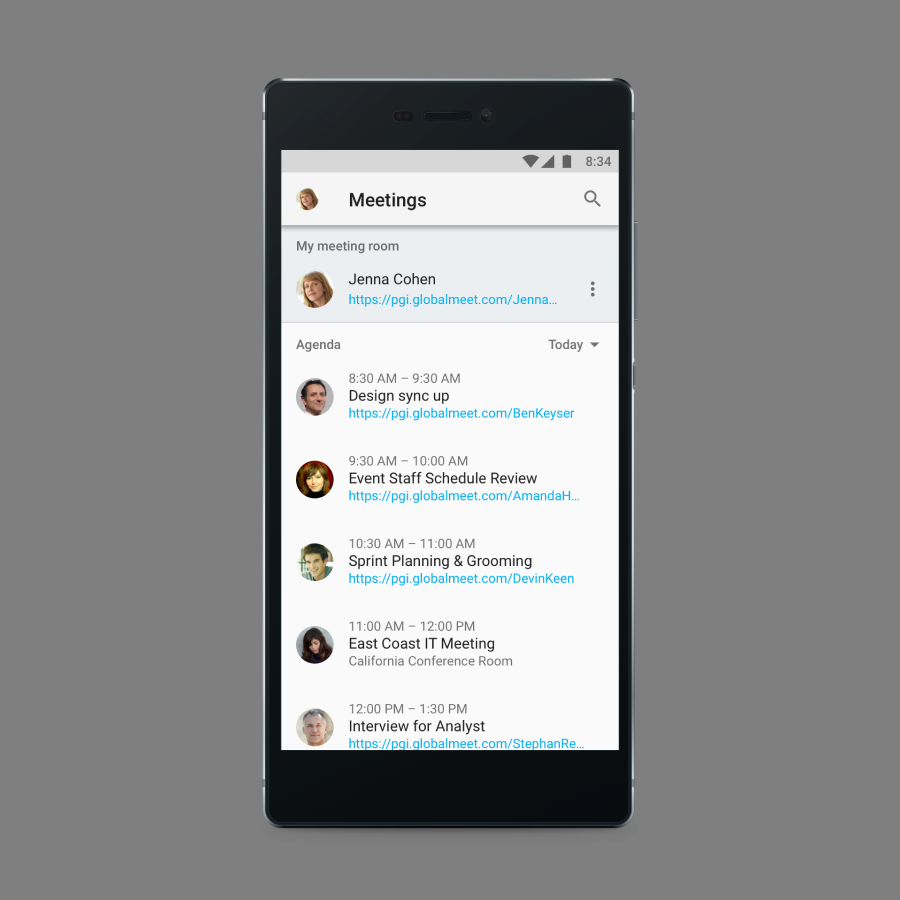 8:34
Meetings
My meeting room
Jenna Cohen
https://pgi.globalmeet.com/Jenna...
Agenda
Today
8:30 AM – 9:30 AM
Design sync up
https://pgi.globalmeet.com/BenKeyser
9:30 AM – 10:00 AM
Event Staff Schedule Review
https://pgi.globalmeet.com/AmandaH...
10:30 AM – 11:00 AM
Sprint Planning & Grooming
https://pgi.globalmeet.com/DevinKeen
11:00 AM – 12:00 PM
East Coast IT Meeting
California Conference Room
12:00 PM – 1:30 PM
Interview for Analyst
https://pgi.globalmeet.com/StephanRe...